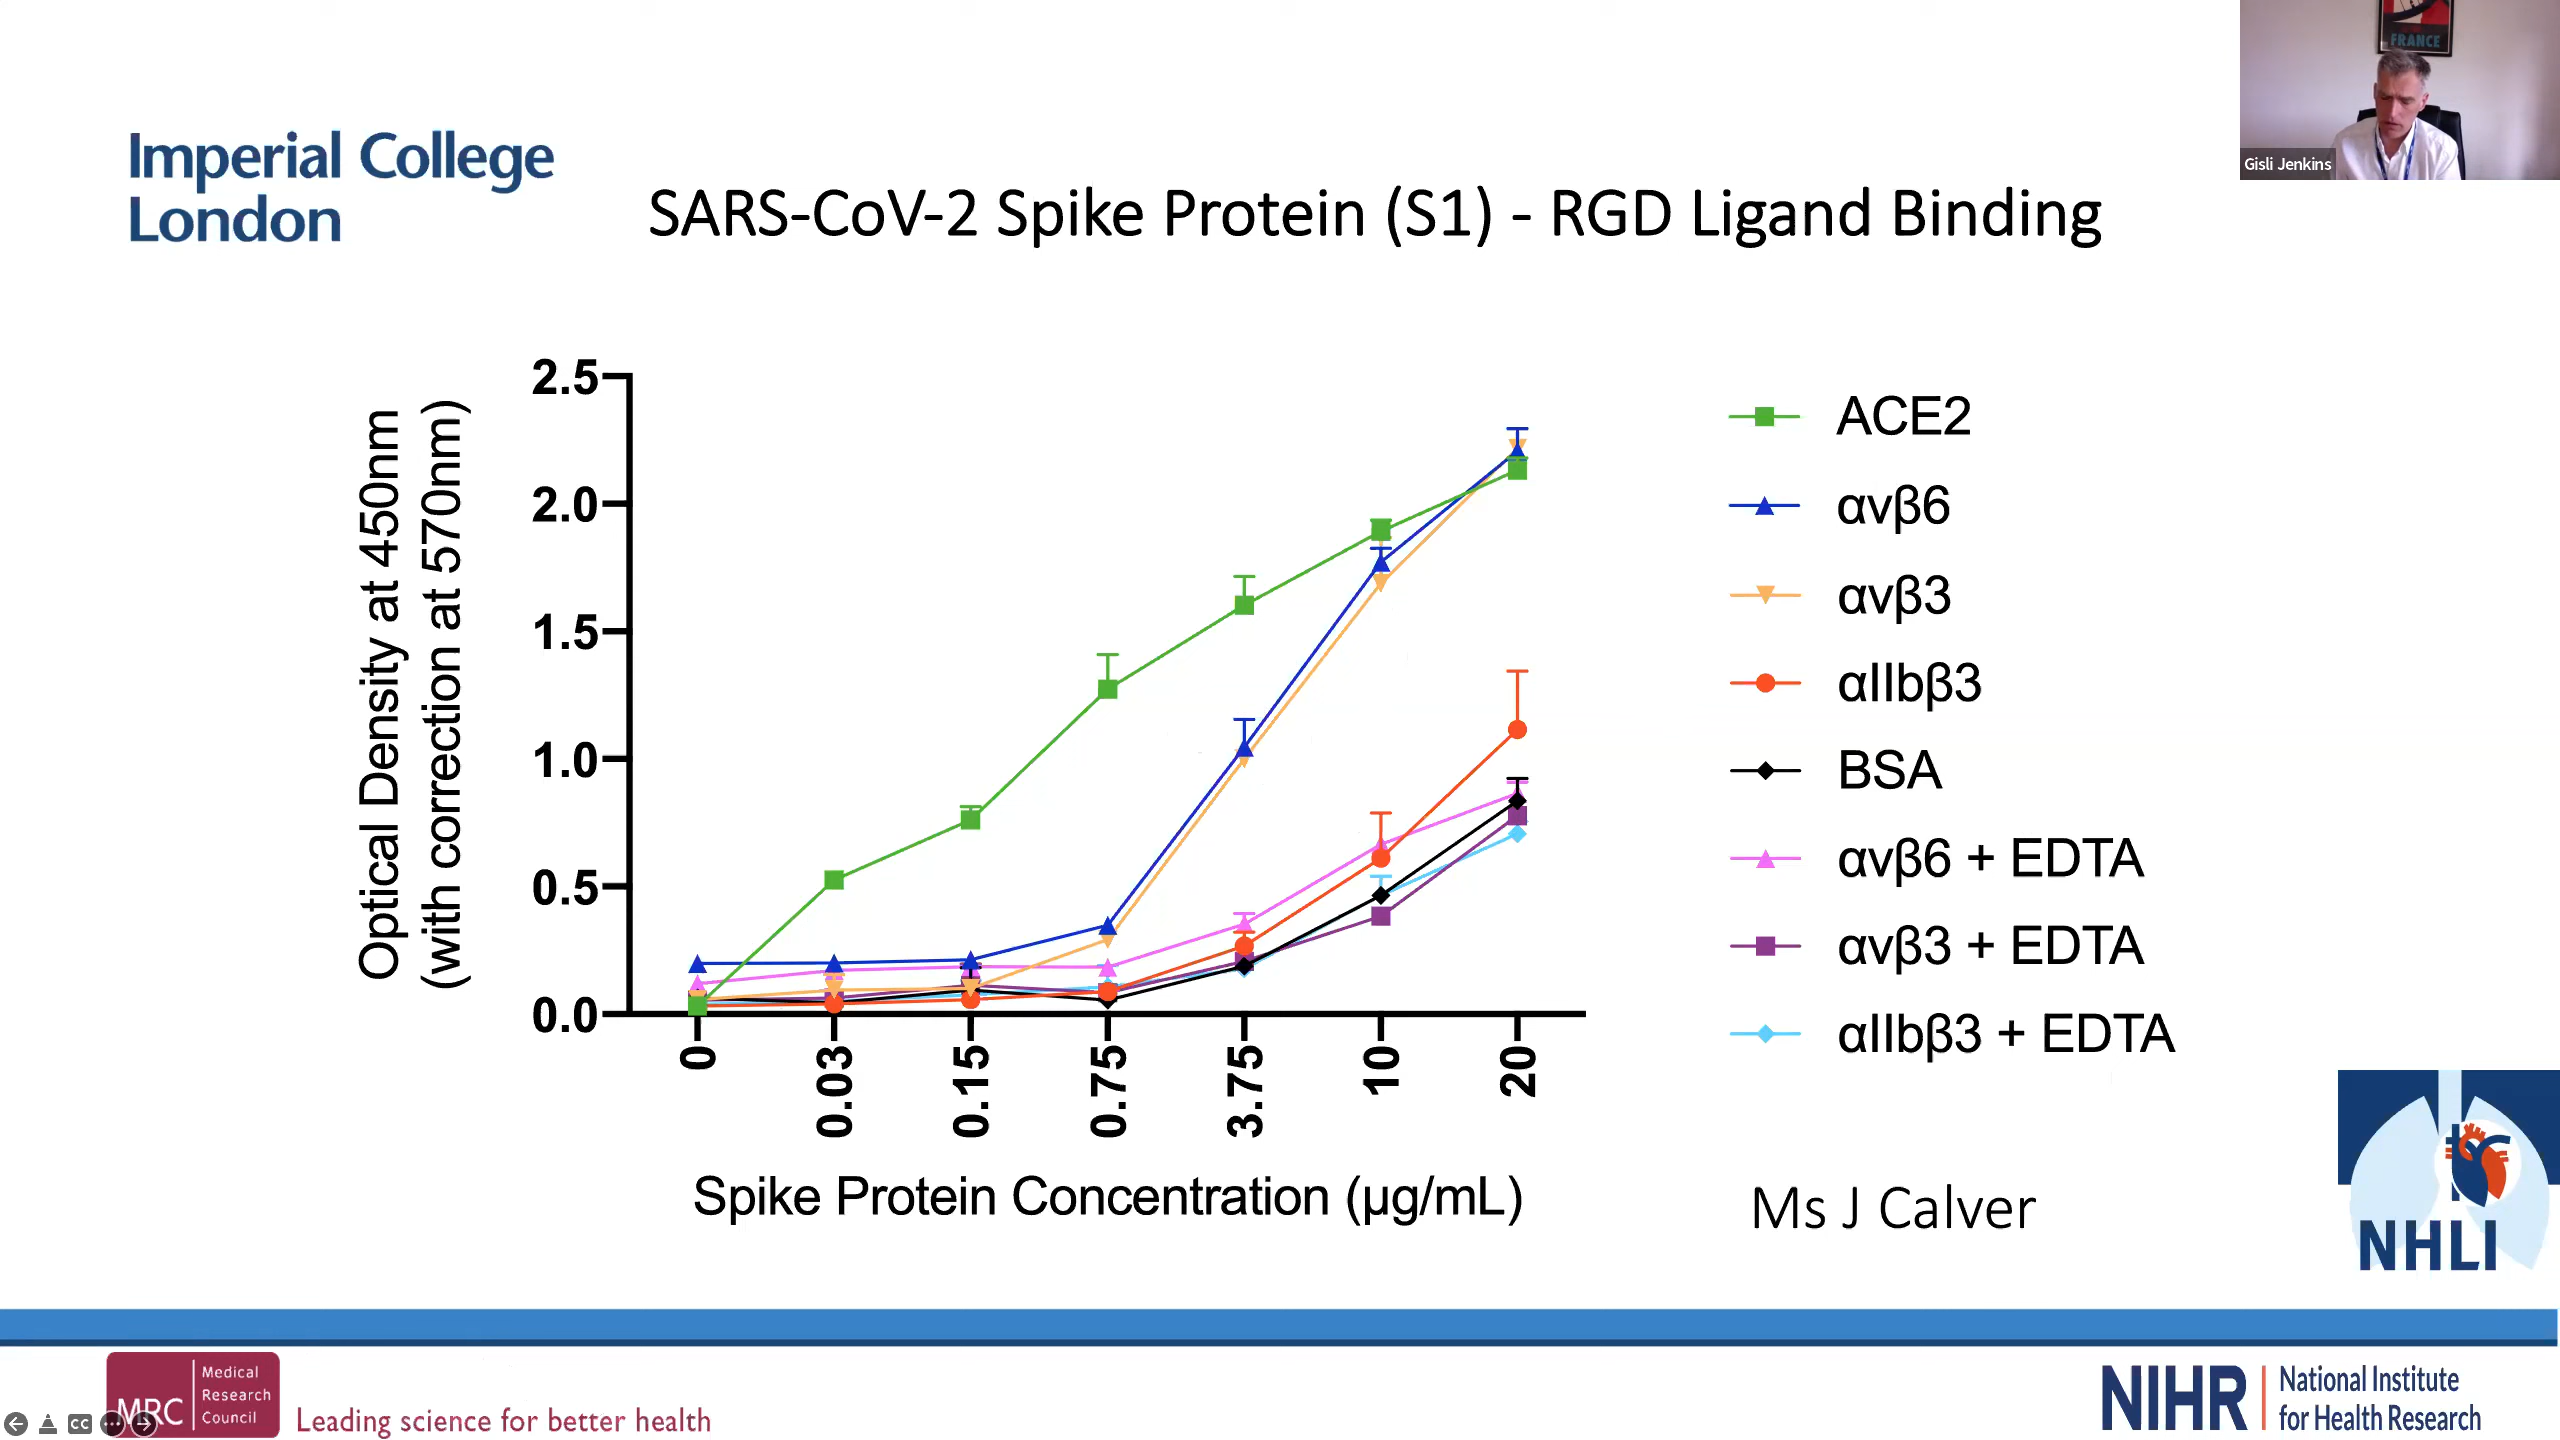 FRANCE
Gisli Jenkins
Imperial College
London
SARS-CoV-2 Spike Protein (S1) - RGD Ligand Binding
Optical Density at 450nm
(with correction at 570nm)
2.5
2.0
1.5
1.0
0.5
0.0
0
0.03
0.15
0.75
3.75
10
20
Spike Protein Concentration (µg/mL)
ACE2
αvβ6
αvβ3
αIIbβ3
BSA
αvβ6 + EDTA
αvβ3 + EDTA
αIIbβ3 + EDTA
Ms J Calver
NHLI
MRC
Medical
Research
Council
Leading science for better health
CC
NIHR
National Institute
for Health Research